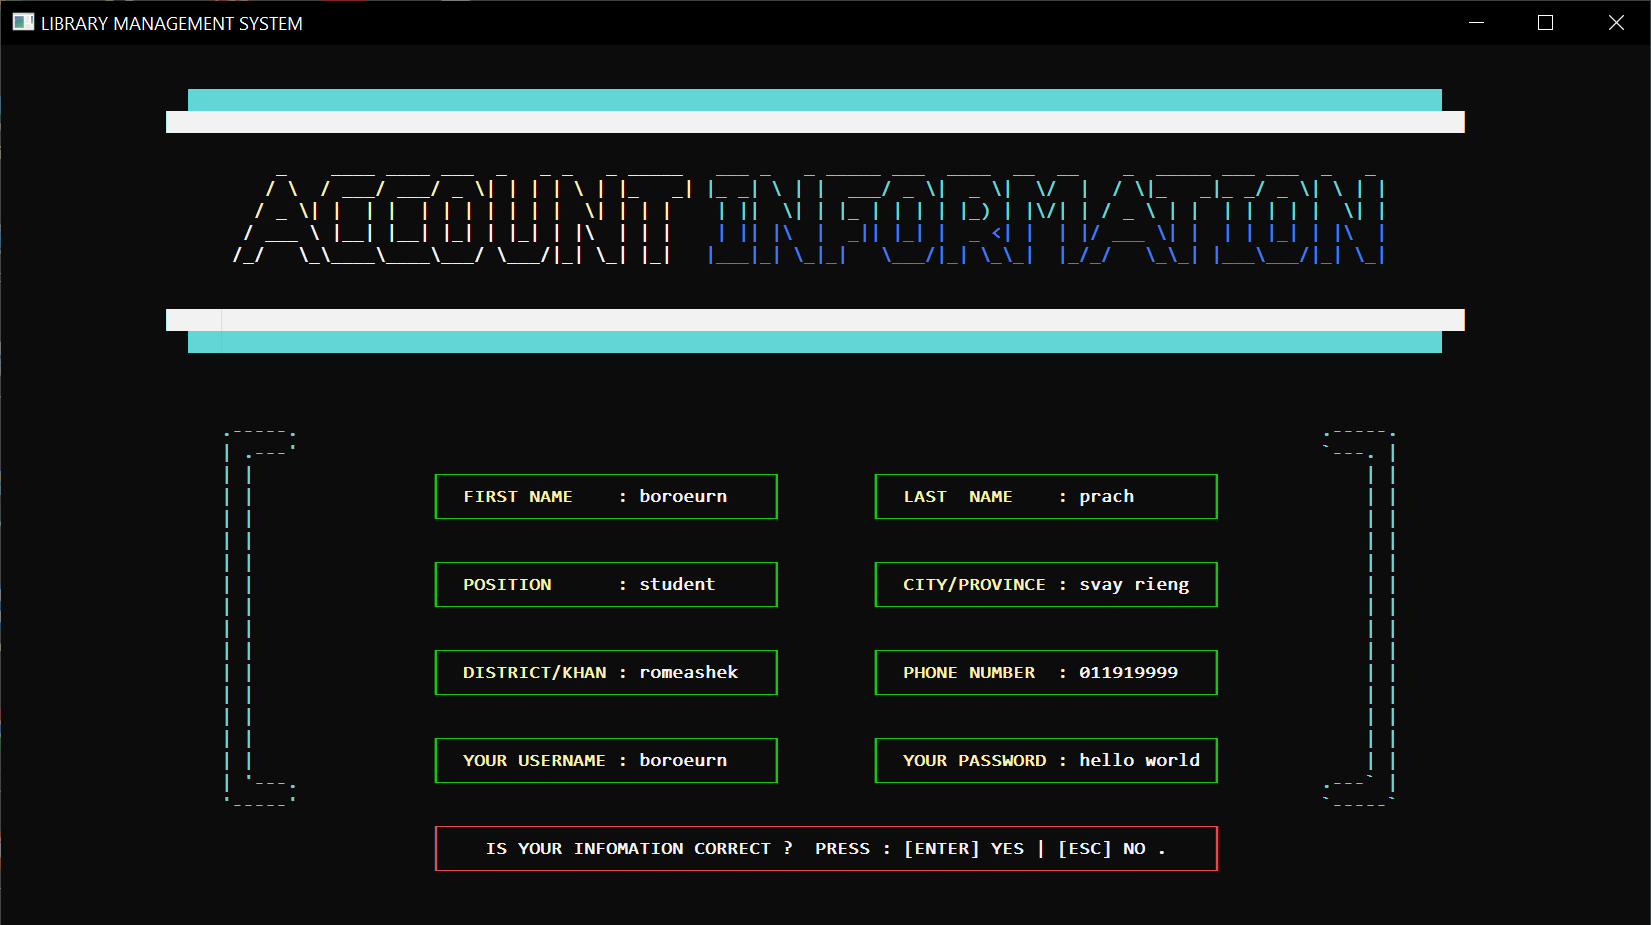 LIBRARY MANAGEMENT SYSTEM
ACCOUNT INFORMATION
FIRST NAME : boroeurn
LAST NAME : prach
POSITION : student
CITY/PROVINCE : svay rieng
DISTRICT/KHAN : romeashek
PHONE NUMBER : 011919999
YOUR USERNAME : boroeurn
YOUR PASSWORD : hello world
IS YOUR INFOMATION CORRECT ? PRESS : [ENTER] YES | [ESC] NO .